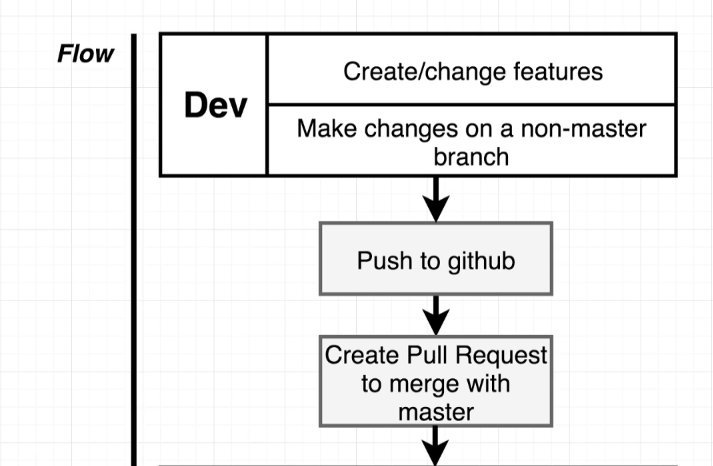 Flow
Dev
Create/change features
Make changes on a non-master
branch
Push to github
Create Pull Request
to merge with
master